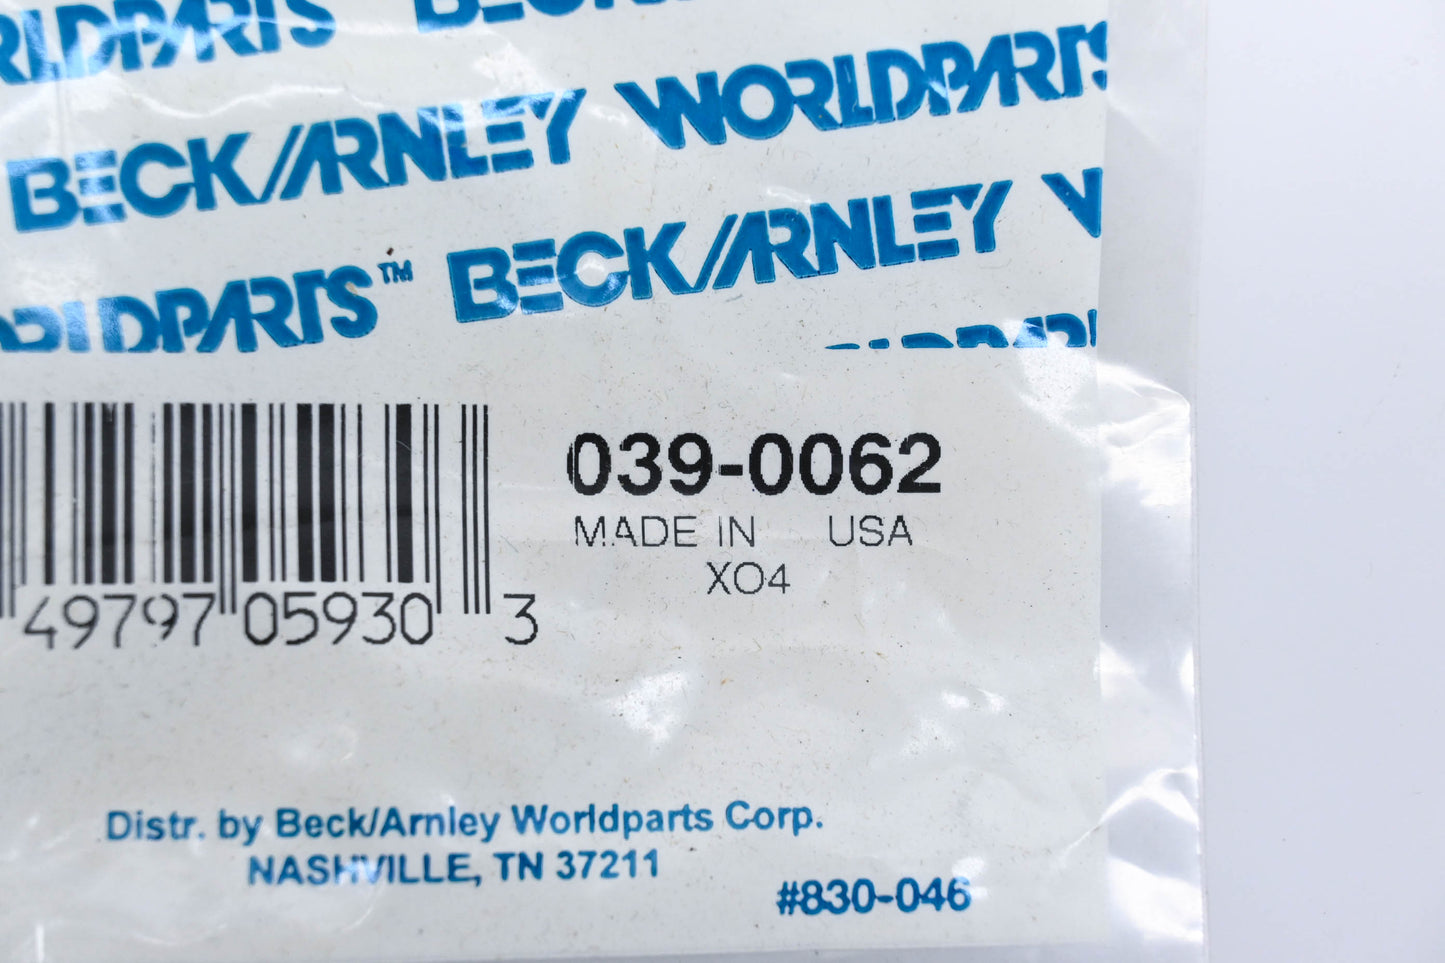 WORLDPARTS BECK
BECK/ARNLEY WORLDPARTS
WORLDPARTS™ BECK/ARNLEY W
039-0062
MADE IN USA
XO4
49797 05930 3
Distr. by Beck/Arnley Worldparts Corp.
NASHVILLE, TN 37211
#830-046